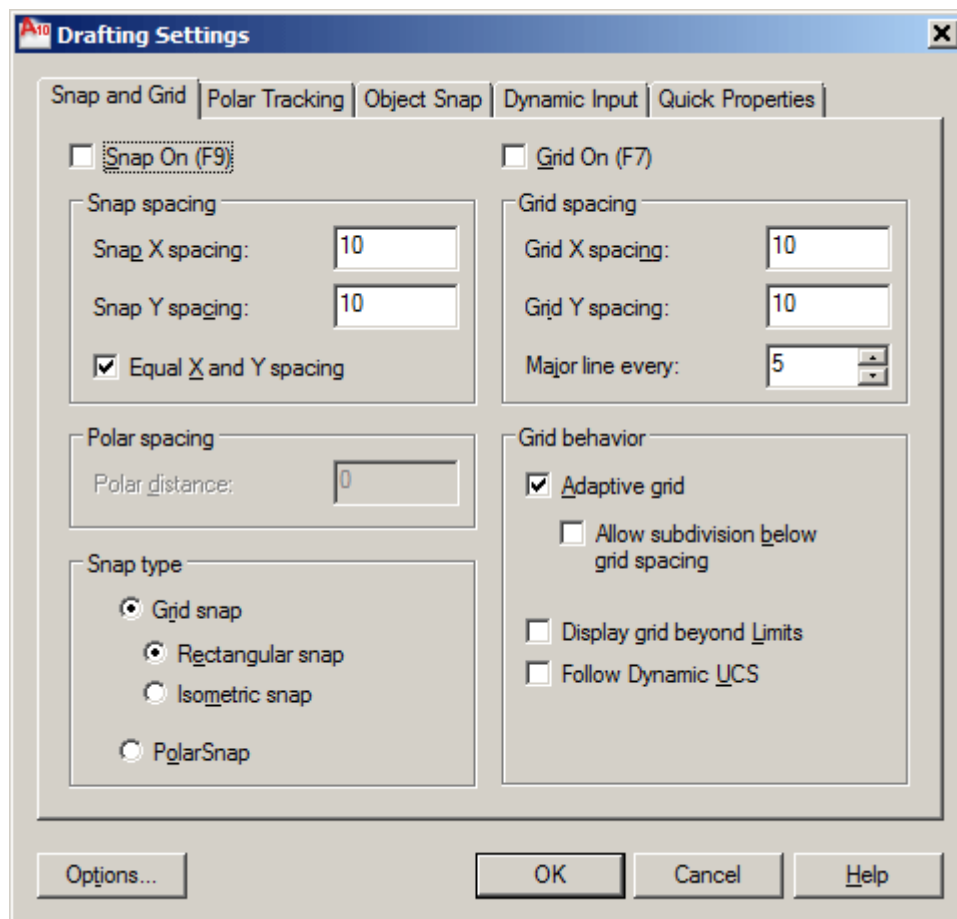 A10 Drafting Settings
Snap and Grid Polar Tracking Object Snap Dynamic Input Quick Properties
Snap On (F9)
Snap spacing
Snap X spacing: 10
Snap Y spacing: 10
Equal X and Y spacing
Polar spacing
Polar distance: 0
Snap type
Grid snap
Rectangular snap
Isometric snap
PolarSnap
Grid On (F7)
Grid spacing
Grid X spacing: 10
Grid Y spacing: 10
Major line every: 5
Grid behavior
Adaptive grid
Allow subdivision below
grid spacing
Display grid beyond Limits
Follow Dynamic UCS
Options... OK Cancel Help